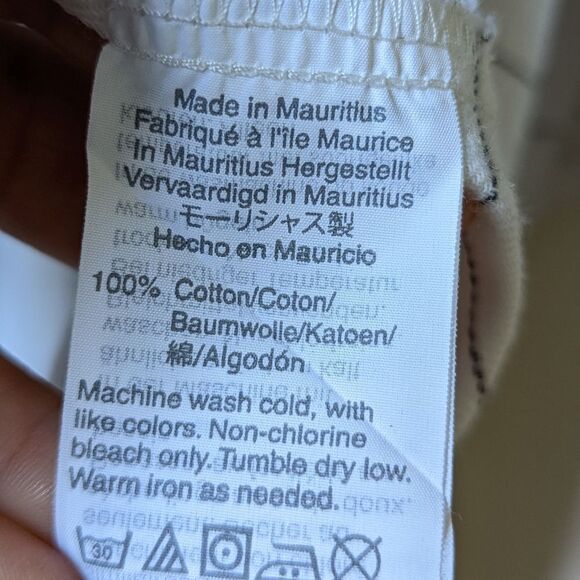 Made in Mauritius
Fabriqué à l'île Maurice
In Mauritius Hergestellt
Vervaardigd in Mauritius
モーリシャス製
Hecho en Mauricio
100% Cotton/Coton/
Baumwolle/Katoen/
綿/Algodón
Machine wash cold, with
like colors. Non-chlorine
bleach only. Tumble dry low.
Warm iron as needed.
30